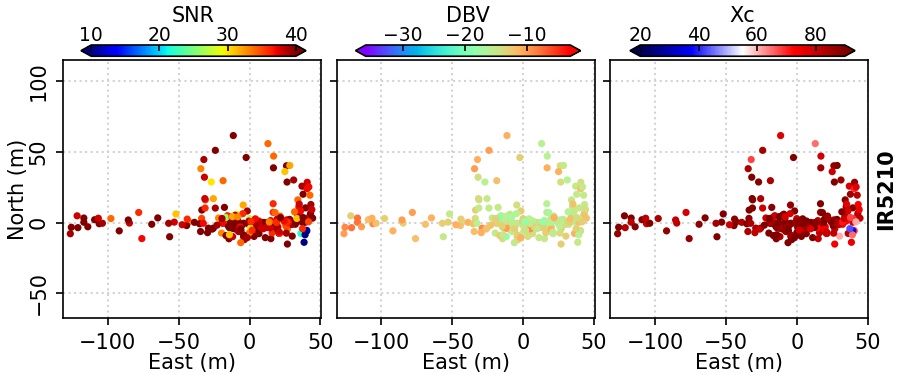 SNR DBV Xc
10 20 30 40 −30 −20 −10 20 40 60 80
100
50
0
−50
North (m)
IR5210
−100 −50 0 50 −100 −50 0 50 −100 −50 0 50
East (m) East (m) East (m)